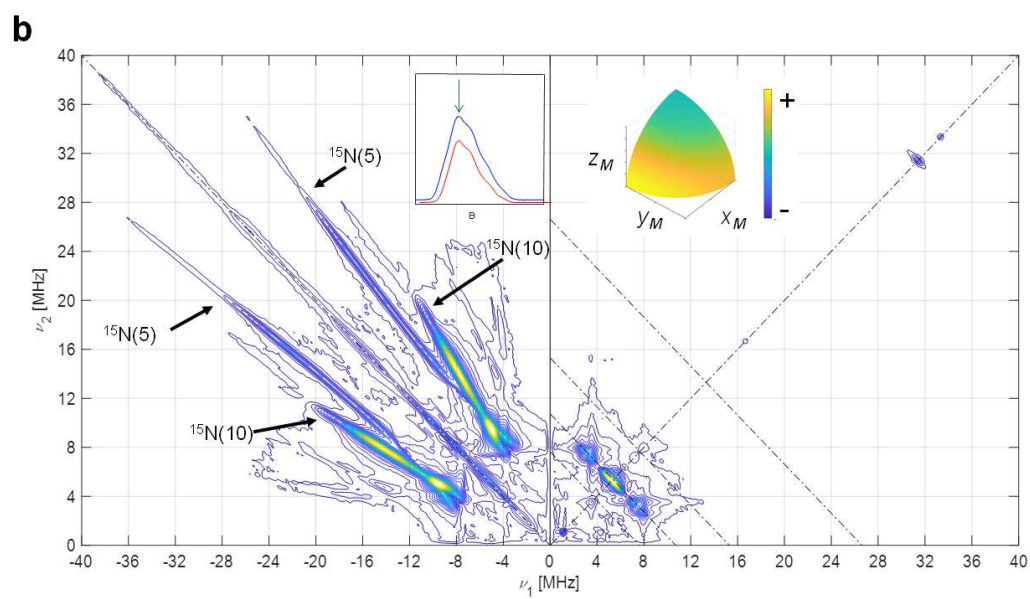 b
40
36
32
28
24
20
16
12
8
4
0
ν2 [MHz]
15N(5)
15N(10)
15N(5)
15N(10)
B
zM
yM
xM
+
-
-40 -36 -32 -28 -24 -20 -16 -12 -8 -4 0 4 8 12 16 20 24 28 32 36 40
ν1 [MHz]